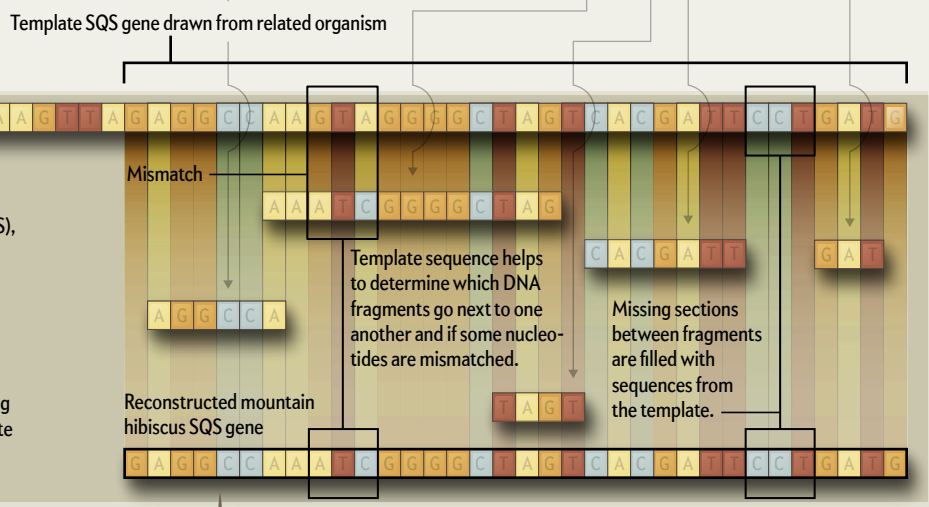 Template SQS gene drawn from related organism
A A G T T A G A G G C C A A G T A G G G G C T A G T C A C G A T T C C T G A T G
Mismatch
A A A T C G G G G C T A G
S),
C A C G A T T
G A T
A G G C C A
Template sequence helps
to determine which DNA
fragments go next to one
another and if some nucleo-
tides are mismatched.
Missing sections
between fragments
are filled with
sequences from
the template.
T A G T
g
te
Reconstructed mountain
hibiscus SQS gene
G A G G C C A A A T C G G G G C T A G T C A C G A T T C C T G A T G